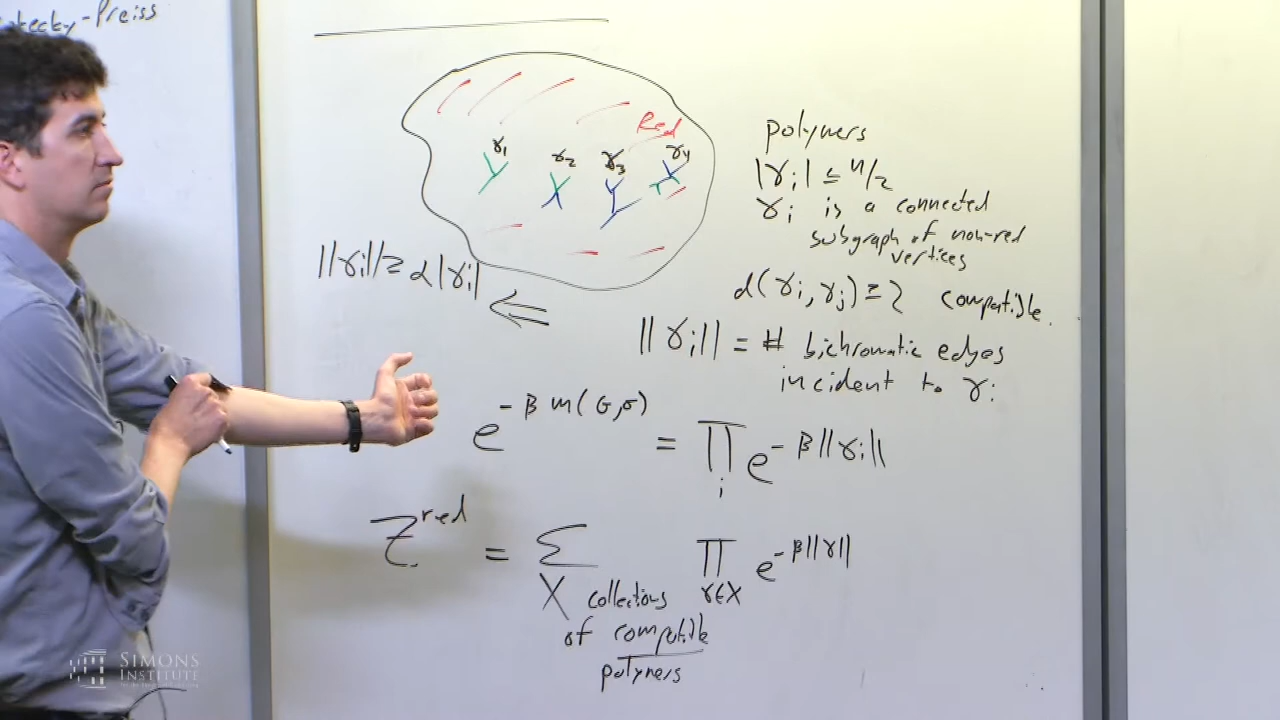 tecky-Preiss
Red
γ1
γ2
γ3
γ4
polymers
|γi| ≤ n/2
γi is a connected
subgraph of non-red
vertices
d(γi, γj) ≥ 2 compatible.
||γi|| ≥ α|γi|
⇐
||γi|| = # bichromatic edges
incident to γi
e^{-β m(G,σ)} = ∏_i e^{-β||γi||}
Z^{red} = Σ ∏ e^{-β||γ||}
X collections γ∈X
of compatible
polymers
SIMONS
INSTITUTE